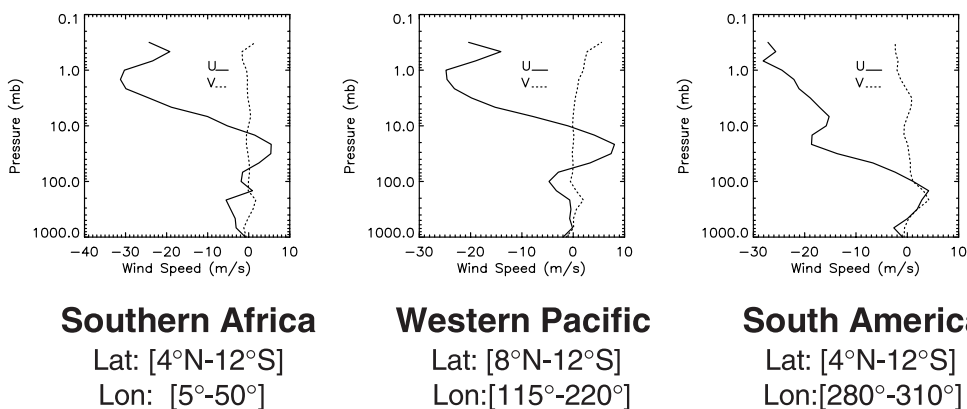 0.1
1.0
10.0
100.0
1000.0
Pressure (mb)
U
V
−40 −30 −20 −10 0 10
Wind Speed (m/s)
0.1
1.0
10.0
100.0
1000.0
Pressure (mb)
U
V
−30 −20 −10 0 10
Wind Speed (m/s)
0.1
1.0
10.0
100.0
1000.0
Pressure (mb)
U
V
−30 −20 −10 0 10
Wind Speed (m/s)
Southern Africa
Lat: [4°N-12°S]
Lon: [5°-50°]
Western Pacific
Lat: [8°N-12°S]
Lon:[115°-220°]
South America
Lat: [4°N-12°S]
Lon:[280°-310°]